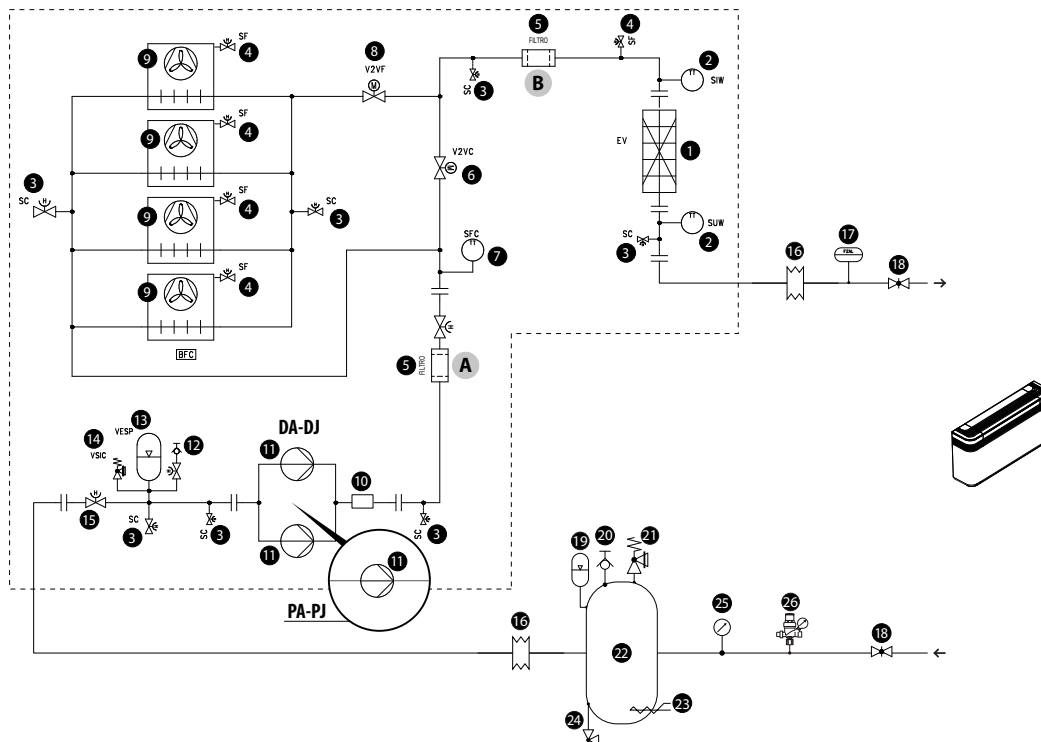 5
FILTRO
B
4
SF
2
SIW
8
V2VF
M
3
SC
9
SF
4
9
SF
4
9
SF
4
9
SF
4
3
SC
H
SC
3
BFC
V2VC
M
6
SFC
7
EV
1
SUW
2
SC
3
16
17
18
H
5
FILTRO
A
DA-DJ
11
11
10
SC
3
14
VSIC
13
VESP
12
H
15
SC
3
SC
3
11
PA-PJ
16
19
20
21
22
23
24
25
26
18